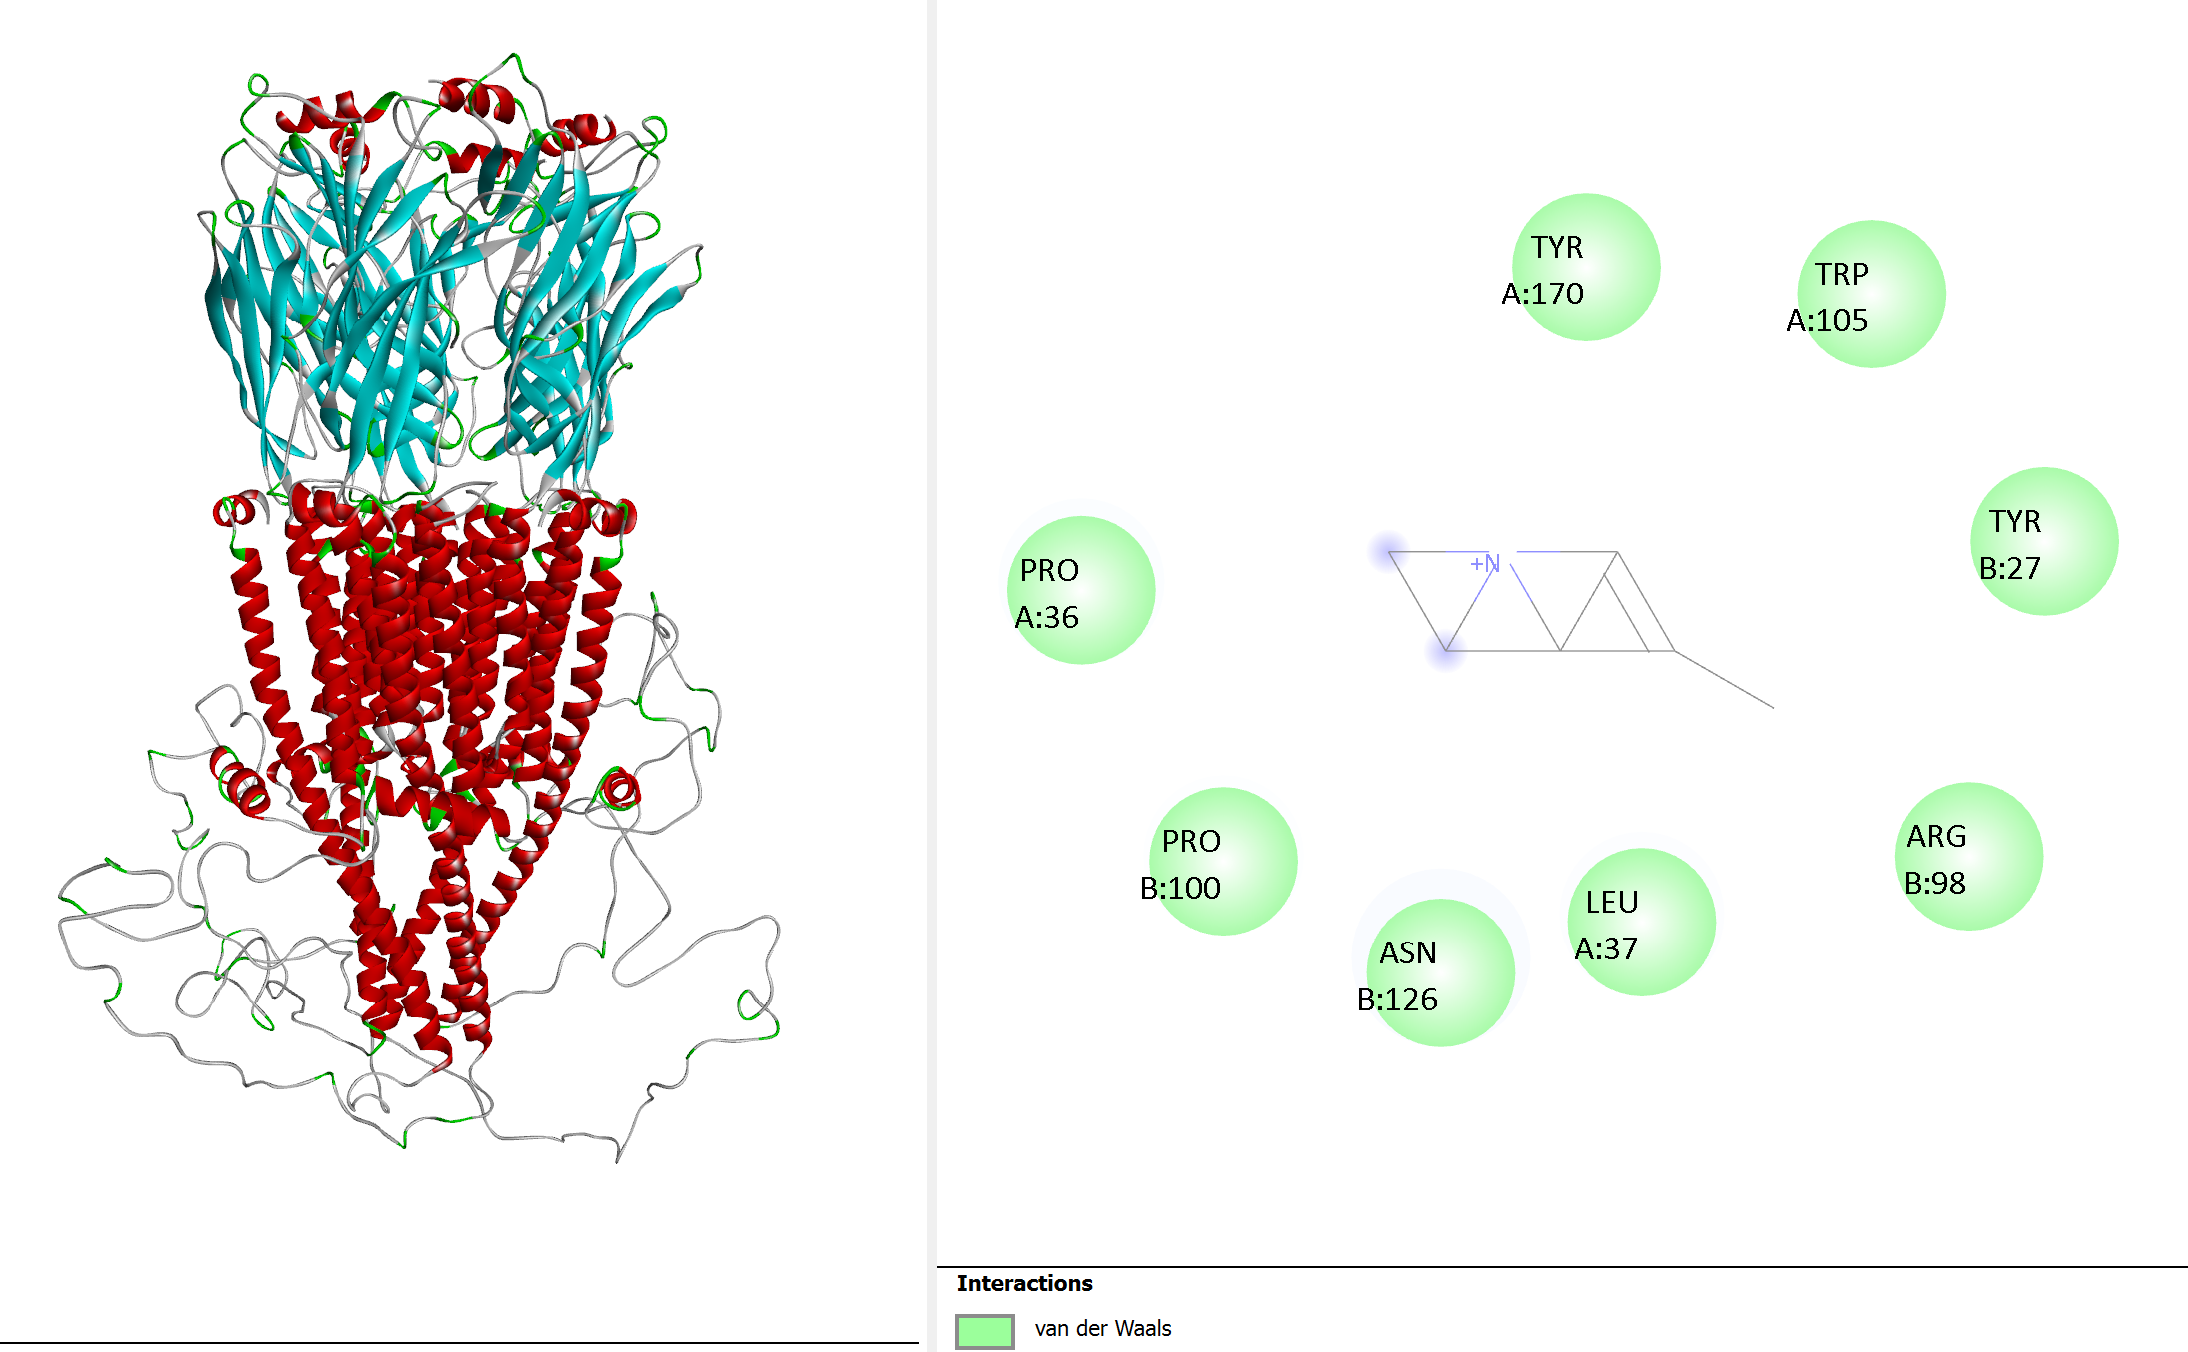 TYR
A:170
TRP
A:105
TYR
B:27
PRO
A:36
+N
PRO
B:100
ARG
B:98
LEU
A:37
ASN
B:126
Interactions
van der Waals